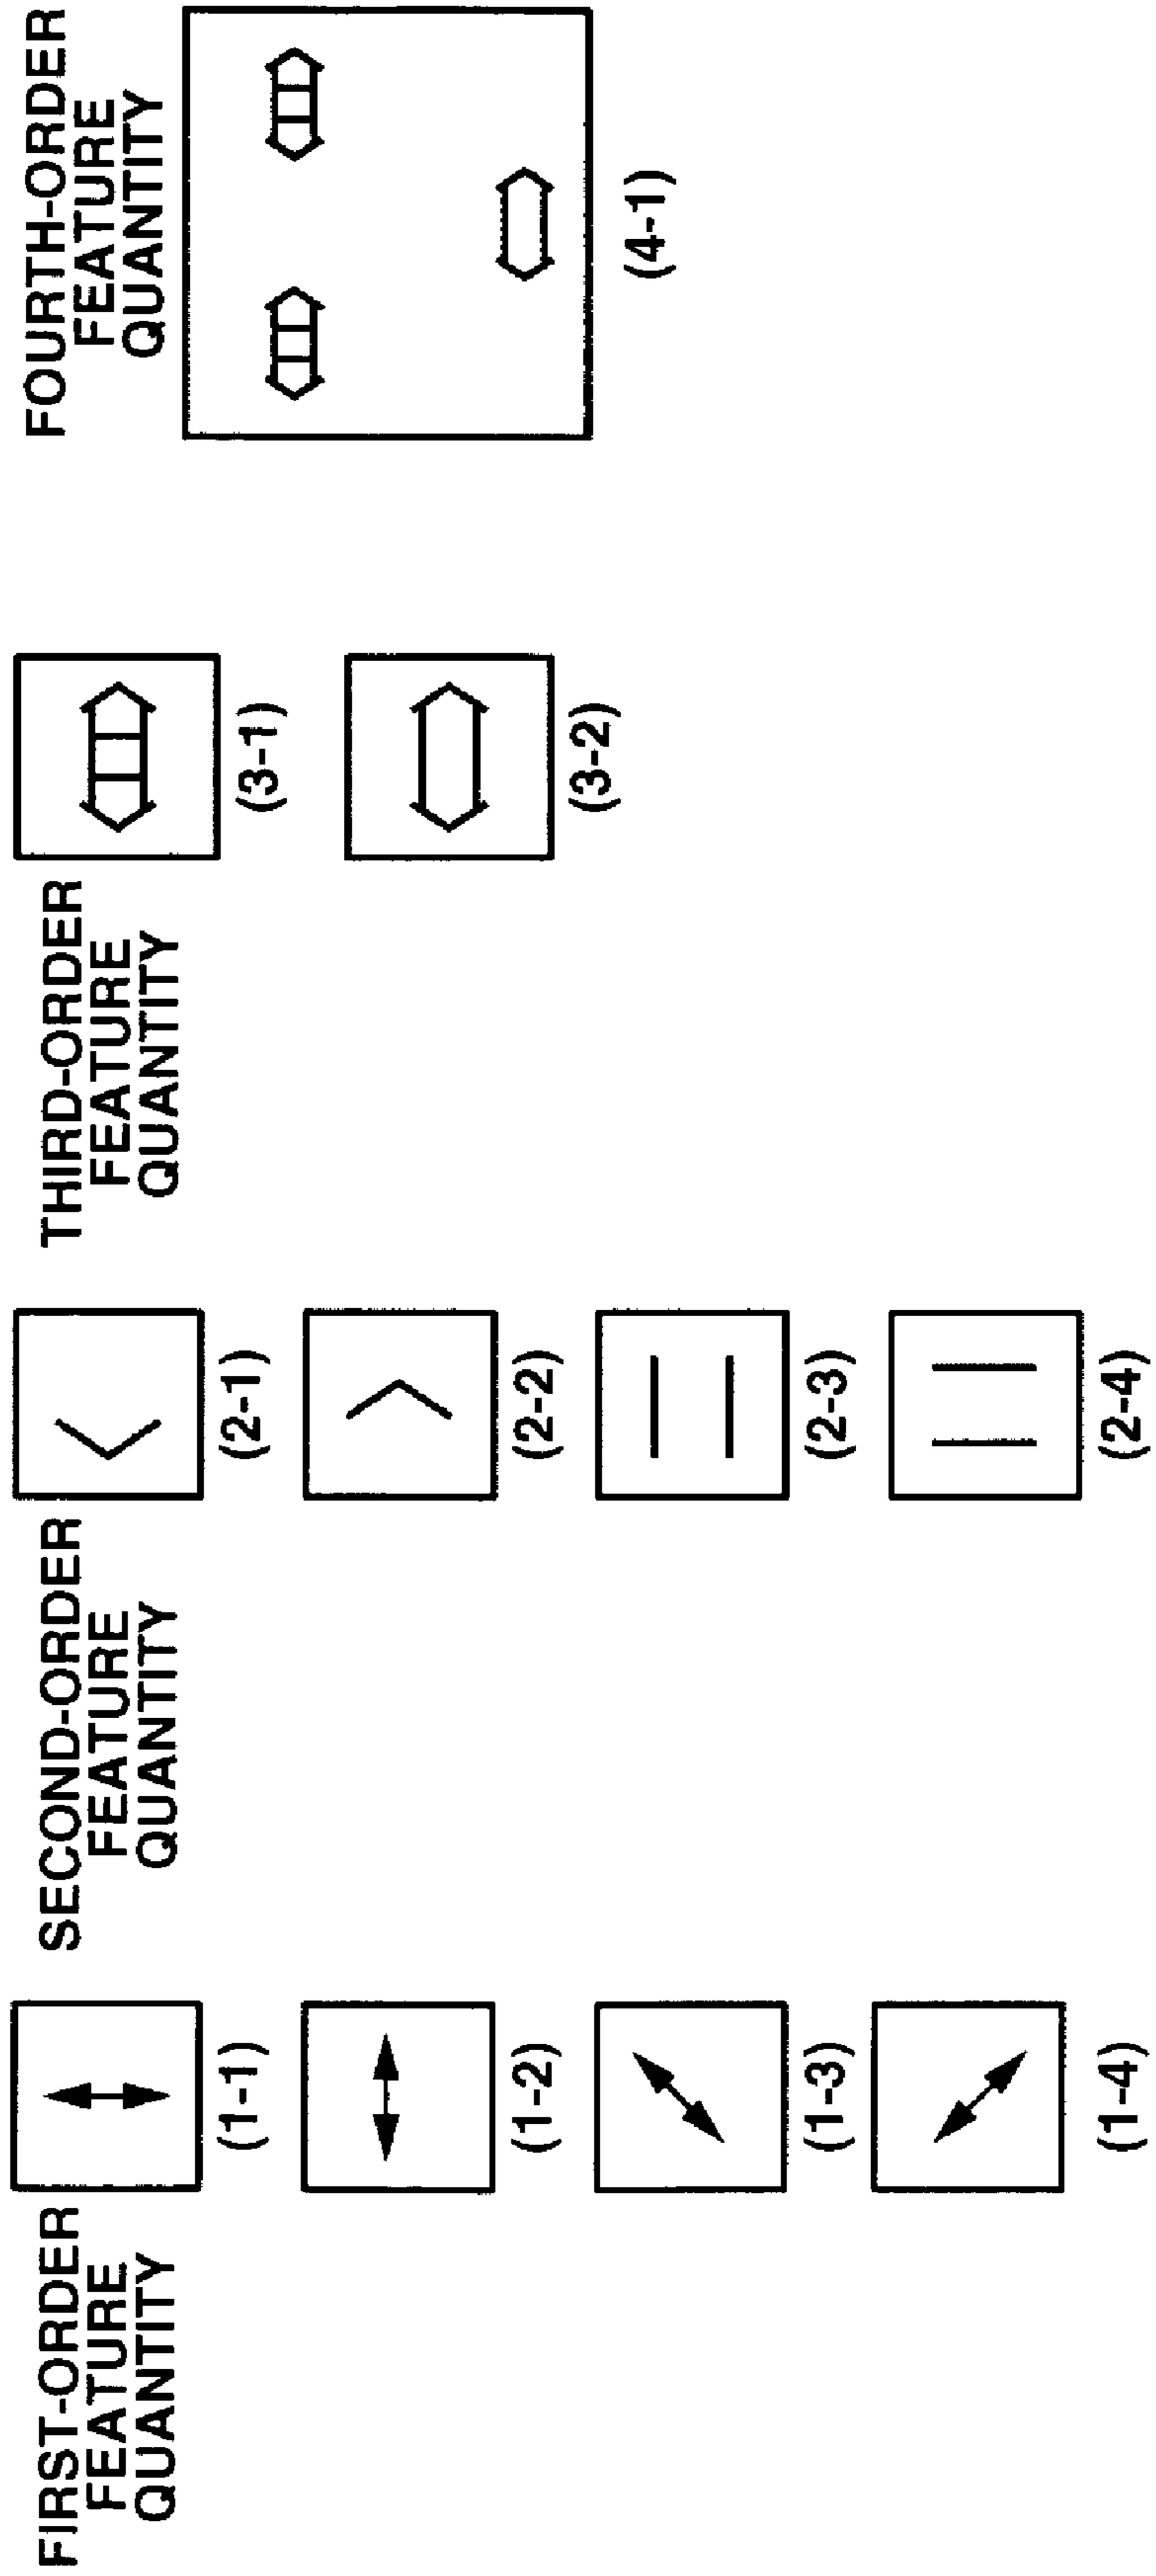 FIRST-ORDER
FEATURE
QUANTITY
(1-1)
(1-2)
(1-3)
(1-4)
SECOND-ORDER
FEATURE
QUANTITY
(2-1)
(2-2)
(2-3)
(2-4)
THIRD-ORDER
FEATURE
QUANTITY
(3-1)
(3-2)
FOURTH-ORDER
FEATURE
QUANTITY
(4-1)